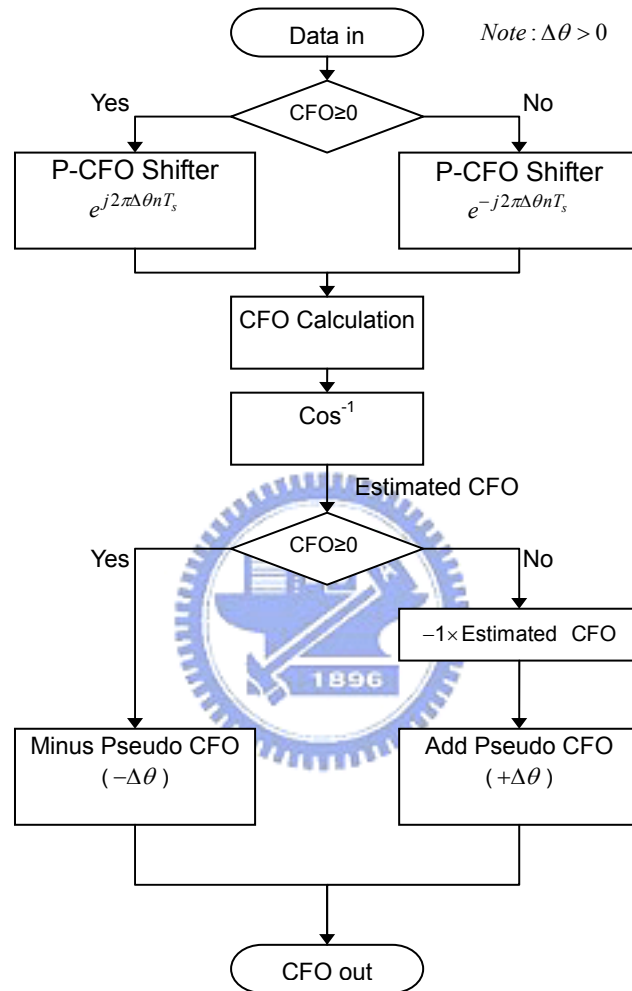 Data in
Note: Δθ > 0
CFO≥0
Yes
No
P-CFO Shifter
e^{j2πΔθnT_s}
P-CFO Shifter
e^{-j2πΔθnT_s}
CFO Calculation
Cos⁻¹
Estimated CFO
CFO≥0
Yes
No
−1×Estimated CFO
1896
Minus Pseudo CFO
(−Δθ)
Add Pseudo CFO
(+Δθ)
CFO out